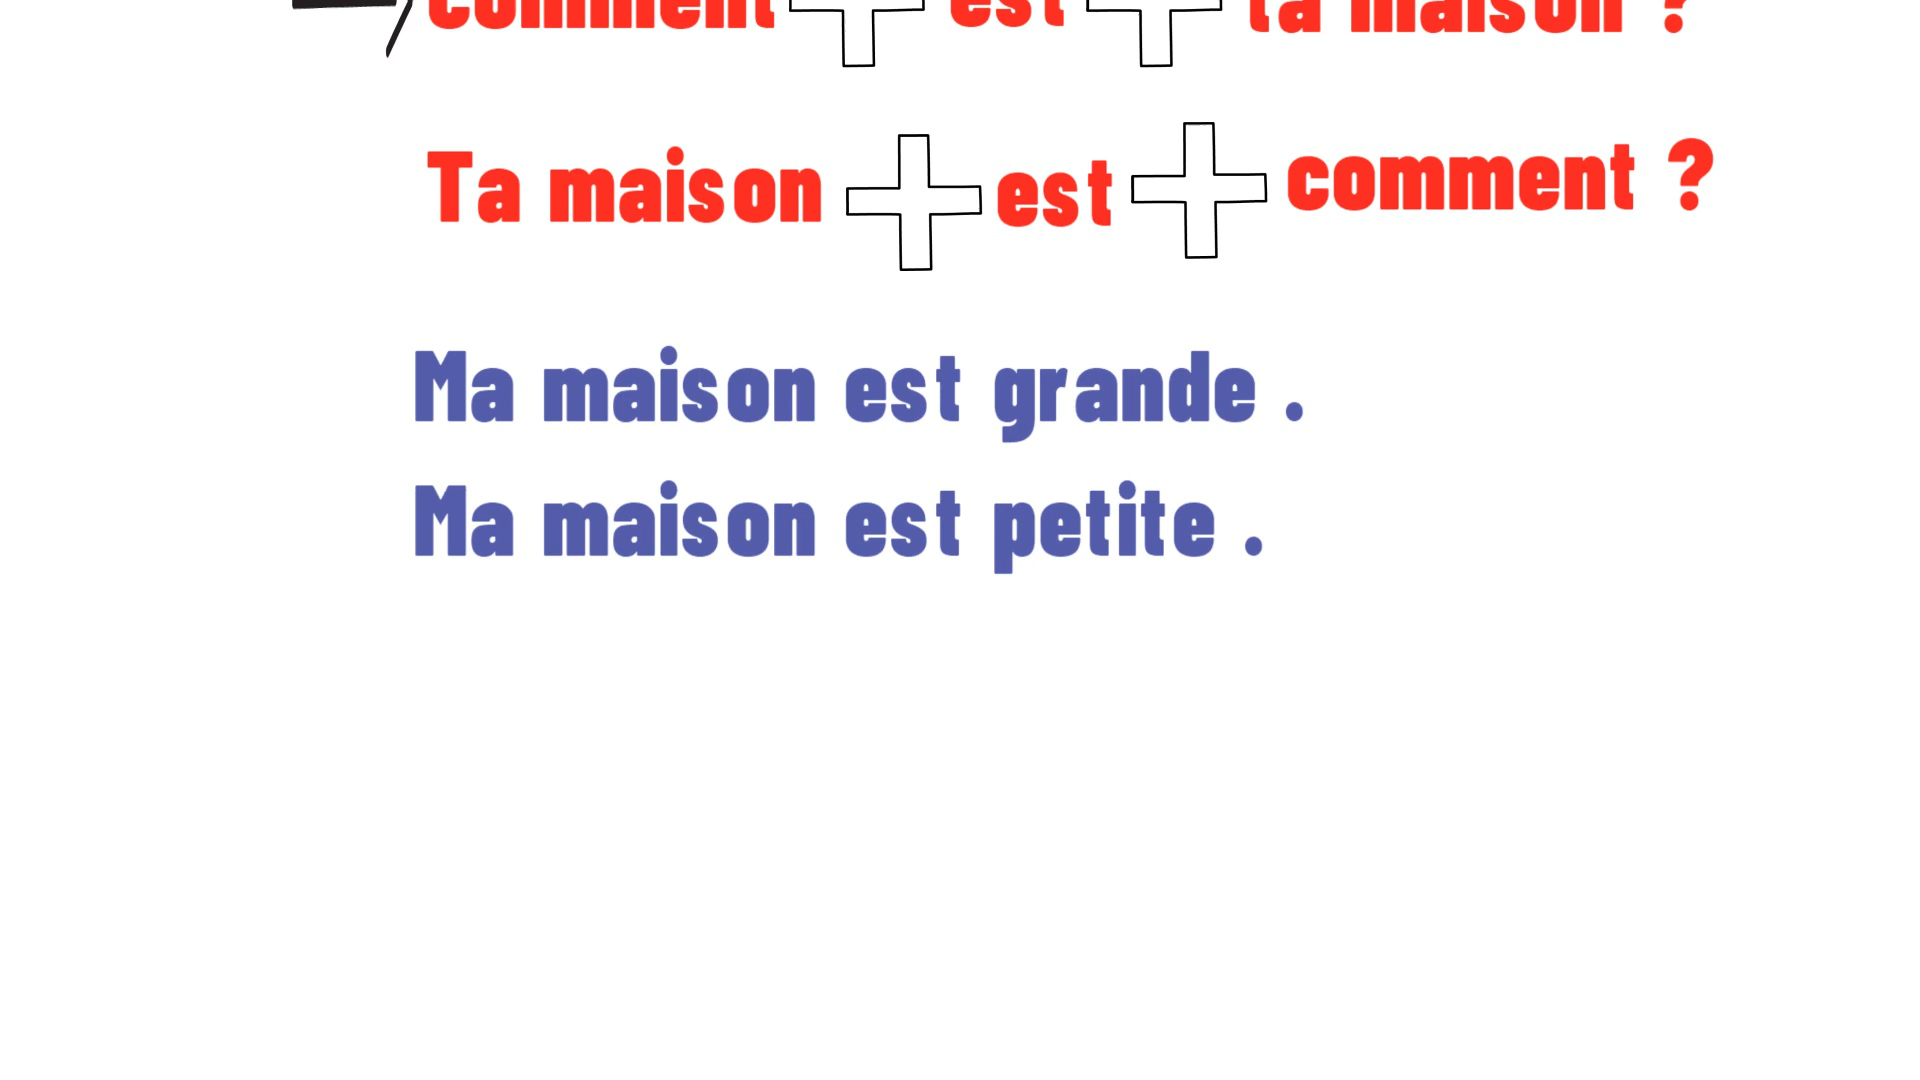 comment est ta maison ?
Ta maison est comment ?
Ma maison est grande .
Ma maison est petite .